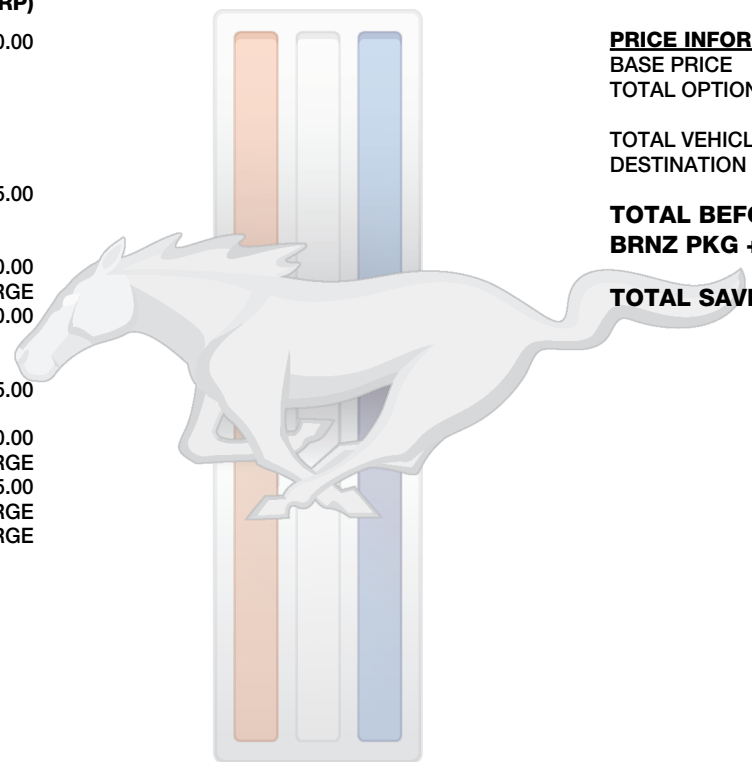 RP)
0.00
5.00
0.00
RGE
0.00
5.00
0.00
RGE
5.00
RGE
RGE
PRICE INFOR
BASE PRICE
TOTAL OPTION
TOTAL VEHICL
DESTINATION
TOTAL BEFO
BRNZ PKG +
TOTAL SAVI